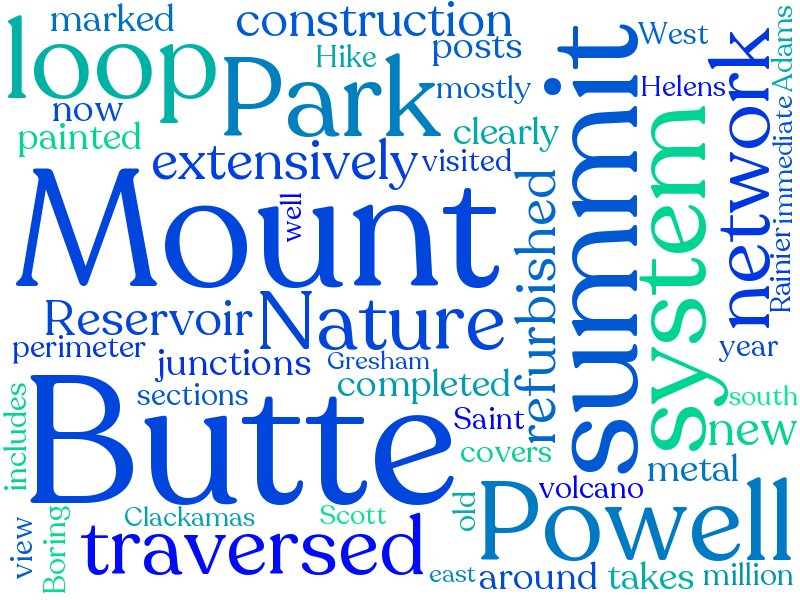 marked
construction
West
Adams
loop
Hike
posts
summit
Park
mostly
Helens
network
now
painted
clearly
immediate
extensively
visited
system
Mount
well
refurbished
Rainier
Reservoir
Nature
perimeter
junctions
Gresham
year
Butte
sections
completed
includes
Saint
south
new
covers
metal
Powell
volcano
old
view
Boring
Clackamas
Scott
traversed
east
around
takes
million